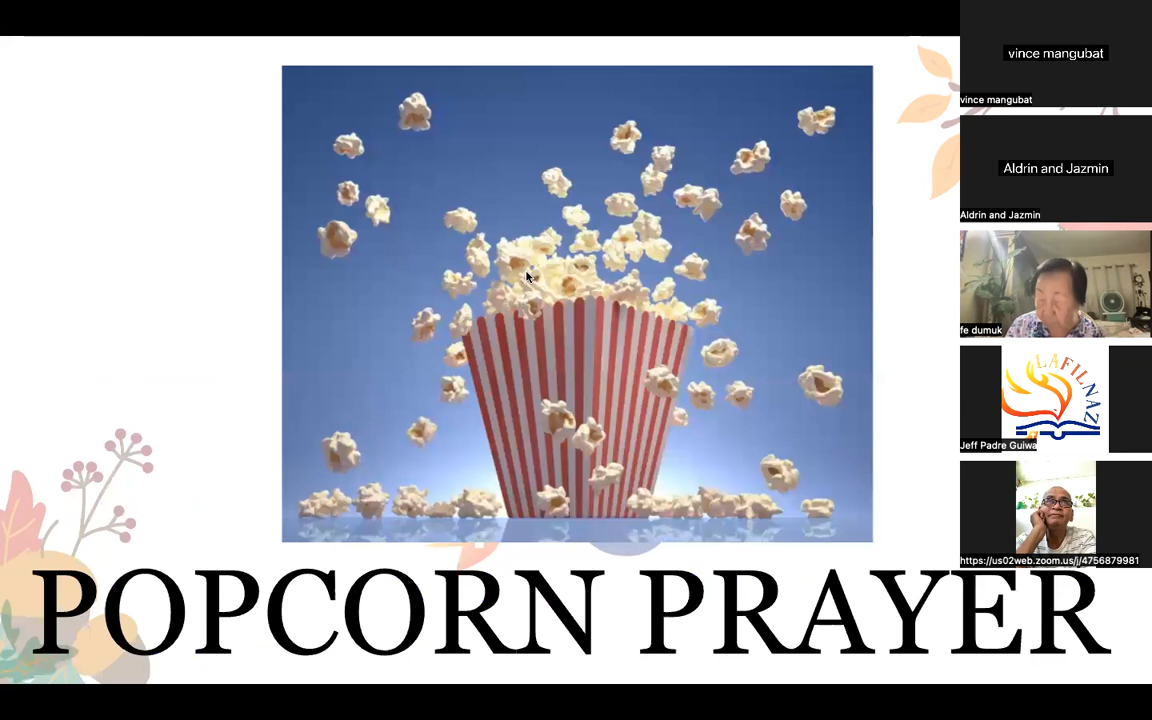 vince mangubat
vince mangubat
Aldrin and Jazmin
Aldrin and Jazmin
fe dumuk
LAFILNAZ
Jeff Padre Guiwa
https://us02web.zoom.us/j/4756879981
POPCORN PRAYER